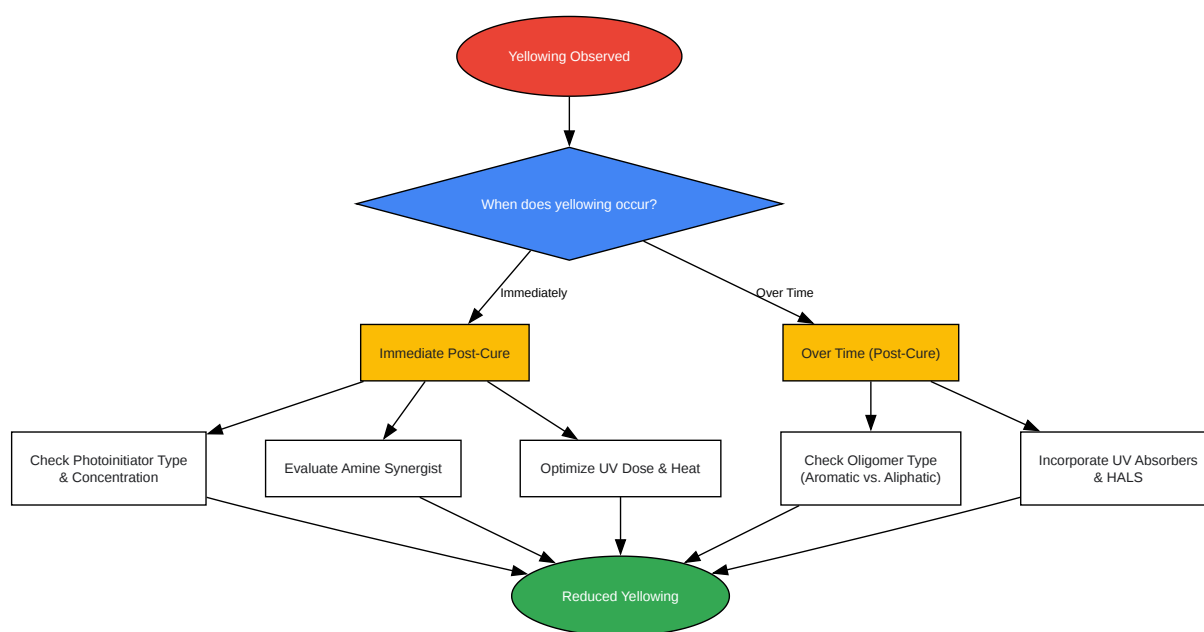 Yellowing Observed
When does yellowing occur?
Immediately
Over Time
Immediate Post-Cure
Over Time (Post-Cure)
Check Photoinitiator Type
& Concentration
Evaluate Amine Synergist
Optimize UV Dose & Heat
Check Oligomer Type
(Aromatic vs. Aliphatic)
Incorporate UV Absorbers
& HALS
Reduced Yellowing